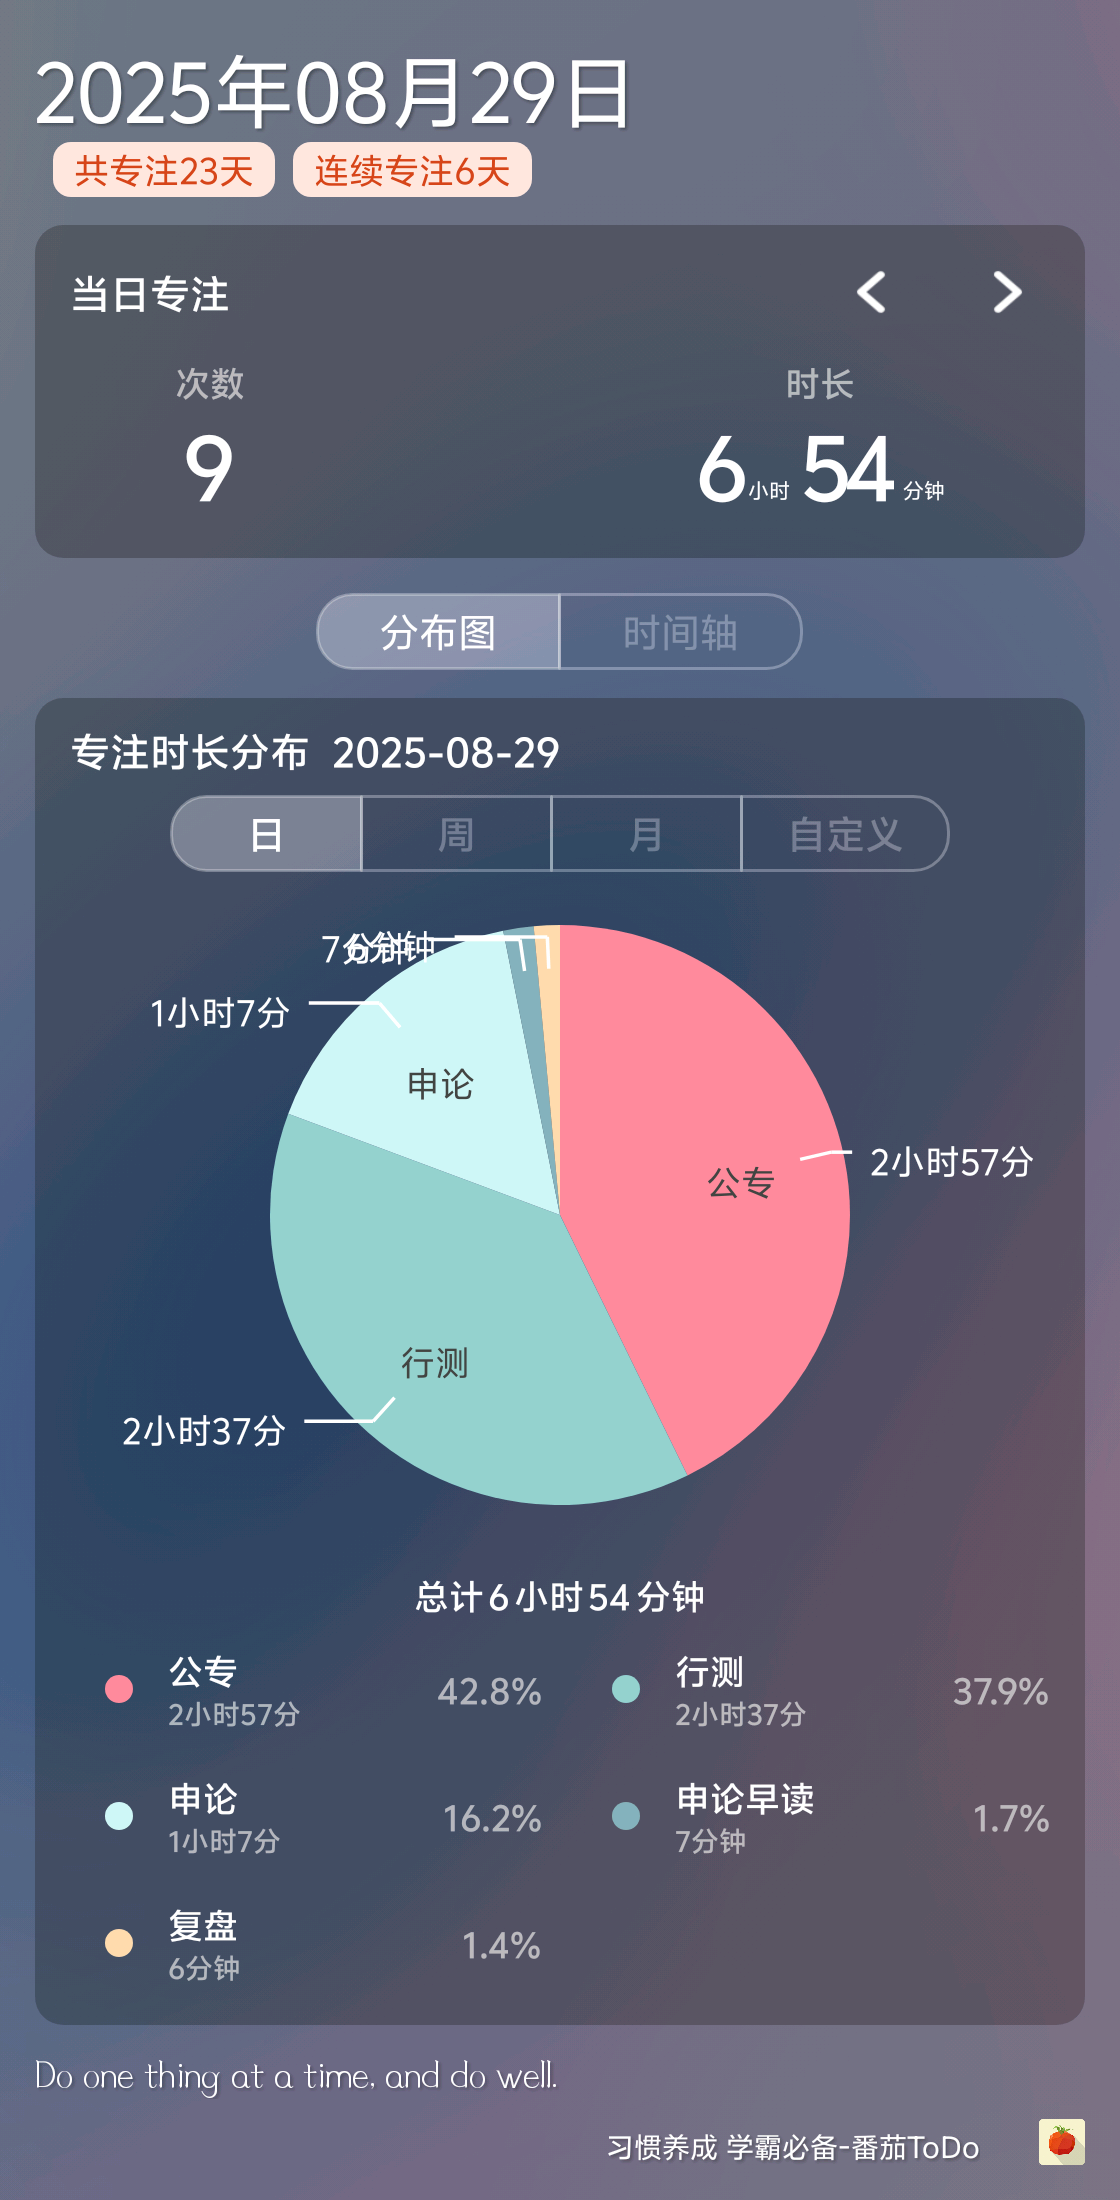 2025年08月29日
共专注23天 连续专注6天
当日专注
次数 时长
9 6小时54分钟
分布图 时间轴
专注时长分布 2025-08-29
日 周 月 自定义
7分钟 6分钟
1小时7分
申论
公专 2小时57分
行测
2小时37分
总计6小时54分钟
公专 42.8% 行测 37.9%
2小时57分 2小时37分
申论 16.2% 申论早读 1.7%
1小时7分 7分钟
复盘 1.4%
6分钟
Do one thing at a time, and do well.
习惯养成 学霸必备-番茄ToDo